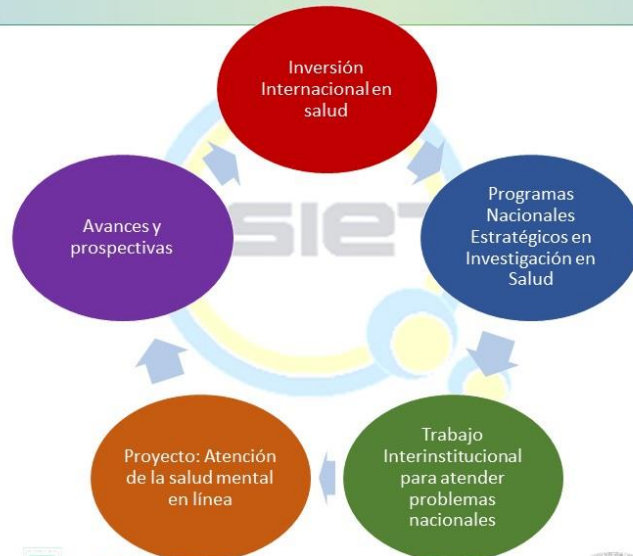 Inversión
Internacional en
salud
Programas
Nacionales
Estratégicos en
Investigación en
Salud
Trabajo
Interinstitucional
para atender
problemas
nacionales
Proyecto: Atención
de la salud mental
en línea
Avances y
prospectivas